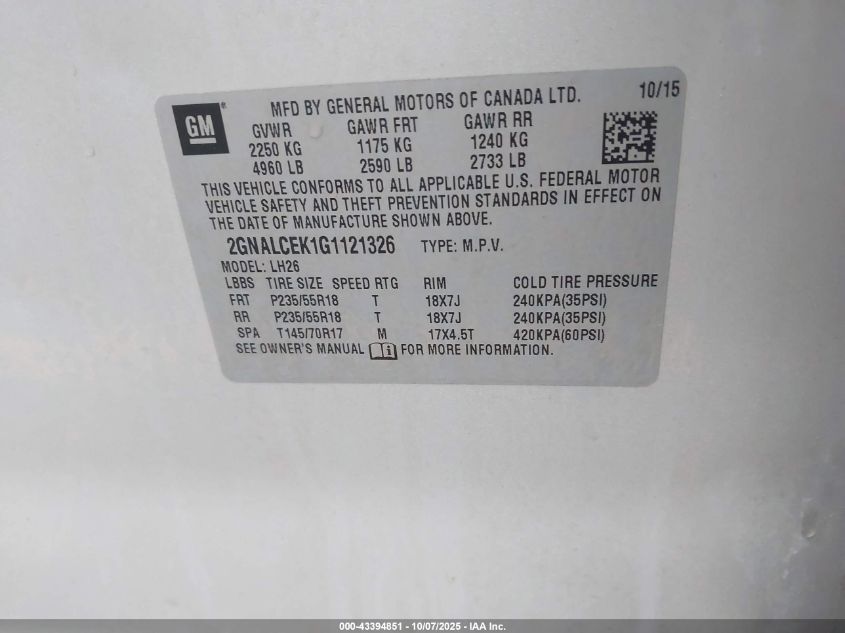 MFD BY GENERAL MOTORS OF CANADA LTD. 10/15
GM®
GVWR GAWR FRT GAWR RR
2250 KG 1175 KG 1240 KG
4960 LB 2590 LB 2733 LB
THIS VEHICLE CONFORMS TO ALL APPLICABLE U.S. FEDERAL MOTOR
VEHICLE SAFETY AND THEFT PREVENTION STANDARDS IN EFFECT ON
THE DATE OF MANUFACTURE SHOWN ABOVE.
2GNALCEK1G1121326 TYPE: M.P.V.
MODEL: LH26
LBBS TIRE SIZE SPEED RTG RIM COLD TIRE PRESSURE
FRT P235/55R18 T 18X7J 240KPA(35PSI)
RR P235/55R18 T 18X7J 240KPA(35PSI)
SPA T145/70R17 M 17X4.5T 420KPA(60PSI)
SEE OWNER'S MANUAL FOR MORE INFORMATION.
000-43394851 - 10/07/2025 - IAA Inc.